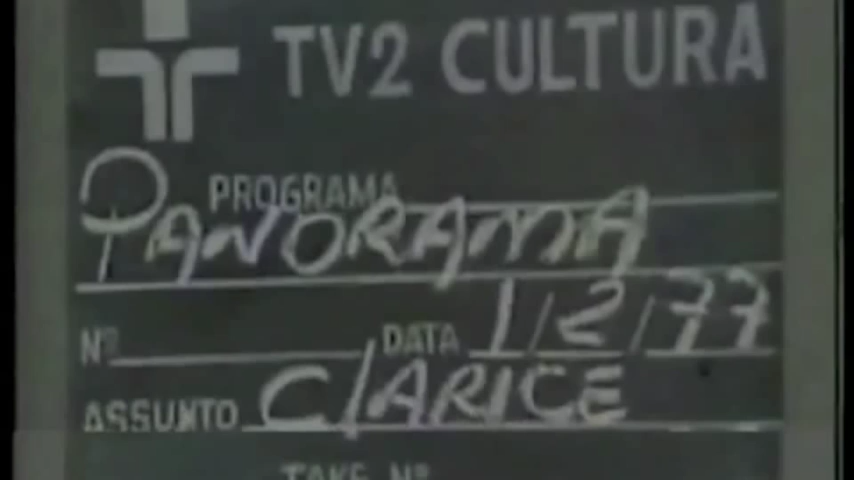 TV2 CULTURA
PROGRAMA PANORAMA
Nº DATA 1/2/77
ASSUNTO CLARICE
TAKE Nº